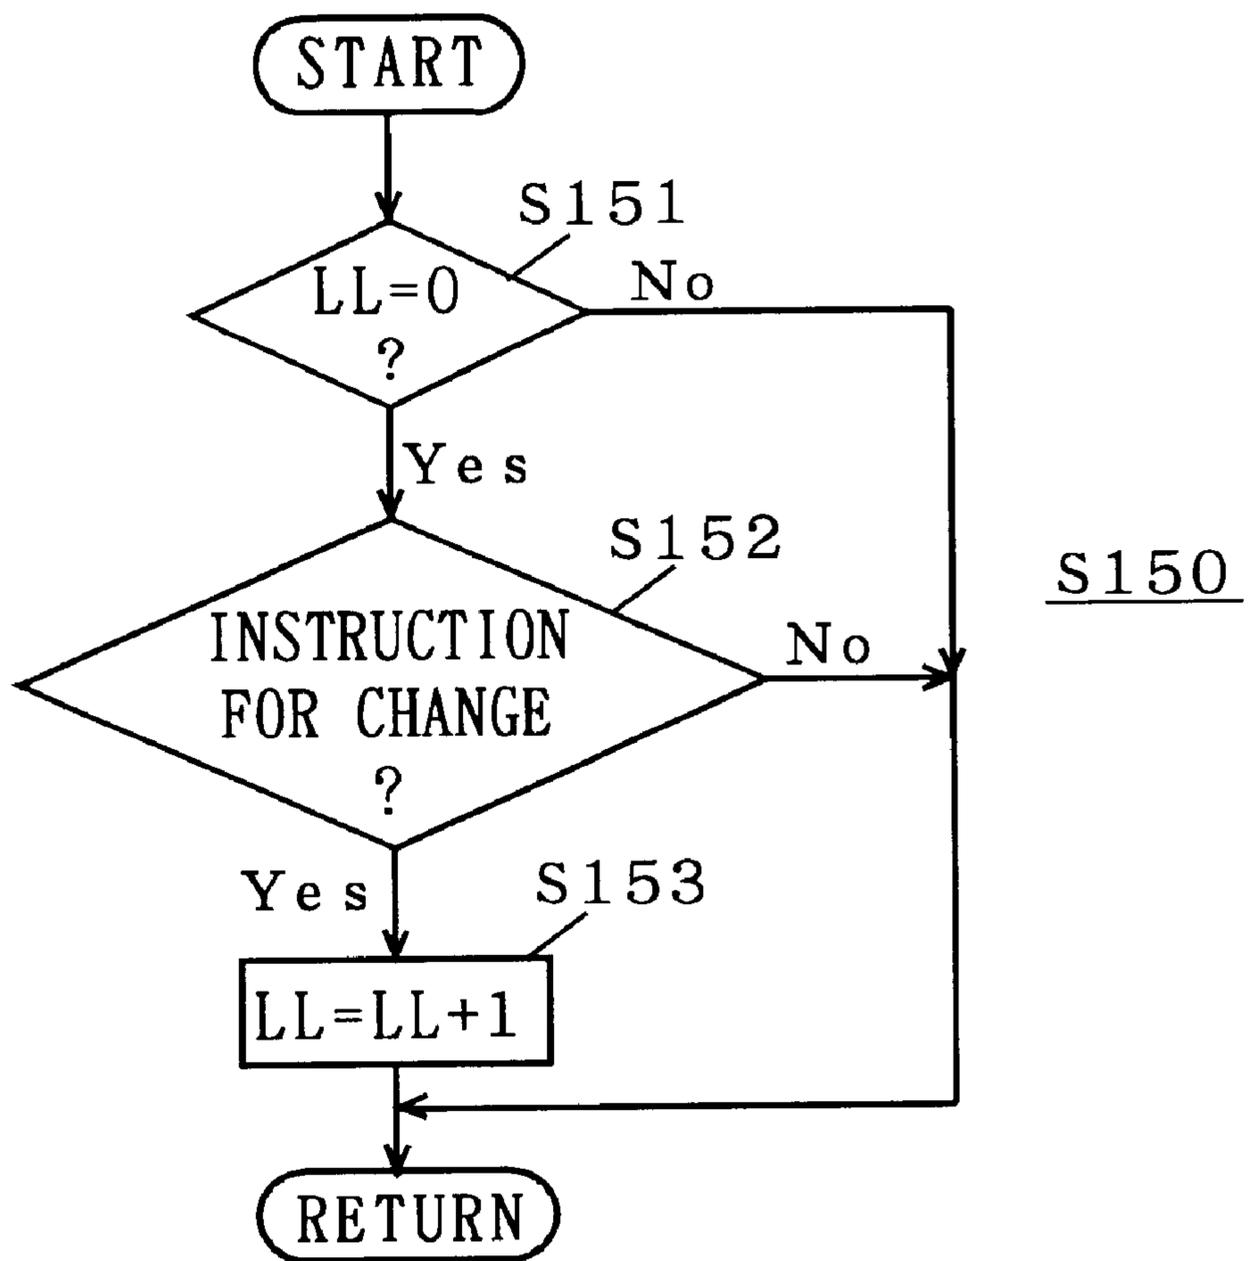 START
S151
LL=0
?
No
Yes
S152
S150
INSTRUCTION
FOR CHANGE
?
No
Yes
S153
LL=LL+1
RETURN